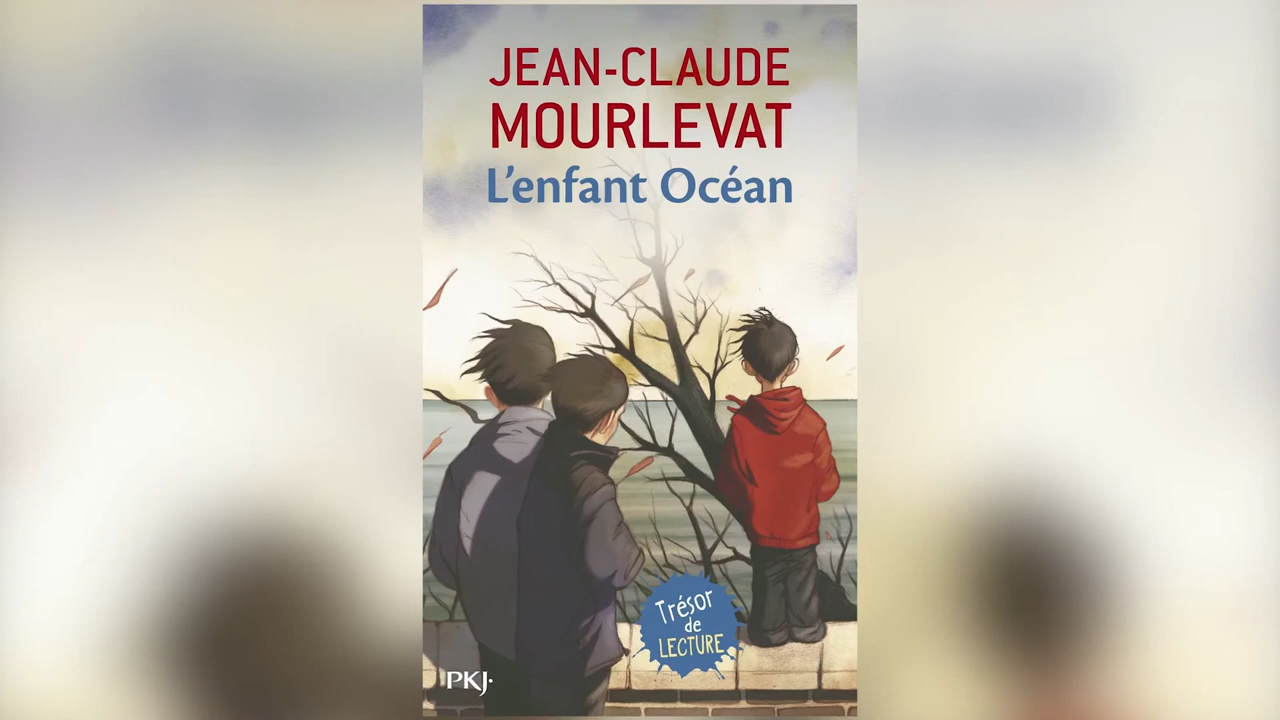 JEAN-CLAUDE
MOURLEVAT
L'enfant Océan
Trésor
de
LECTURE
PKJ.